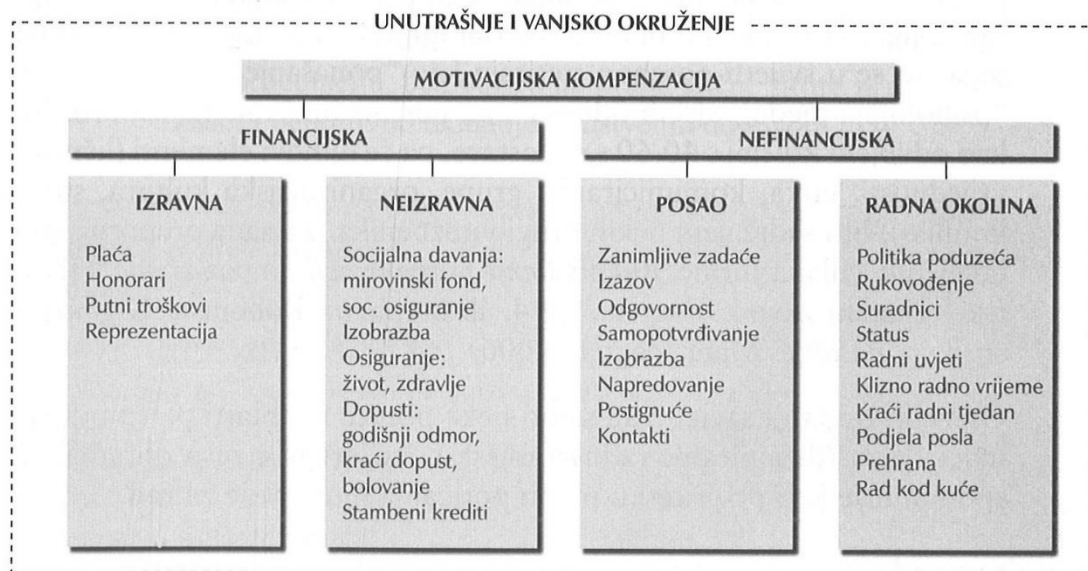 UNUTRAŠNJE I VANJSKO OKRUŽENJE
MOTIVACIJSKA KOMPENZACIJA
FINANCIJSKA
NEFINANCIJSKA
IZRAVNA
Plaća
Honorari
Putni troškovi
Reprezentacija
NEIZRAVNA
Socijalna davanja:
mirovinski fond,
soc. osiguranje
Izobrazba
Osiguranje:
život, zdravlje
Dopusti:
godišnji odmor,
kraći dopust,
bolovanje
Stambeni krediti
POSAO
Zanimljive zadaće
Izazov
Odgovornost
Samopotvrđivanje
Izobrazba
Napredovanje
Postignuće
Kontakti
RADNA OKOLINA
Politika poduzeća
Rukovođenje
Suradnici
Status
Radni uvjeti
Klizno radno vrijeme
Kraći radni tjedan
Podjela posla
Prehrana
Rad kod kuće